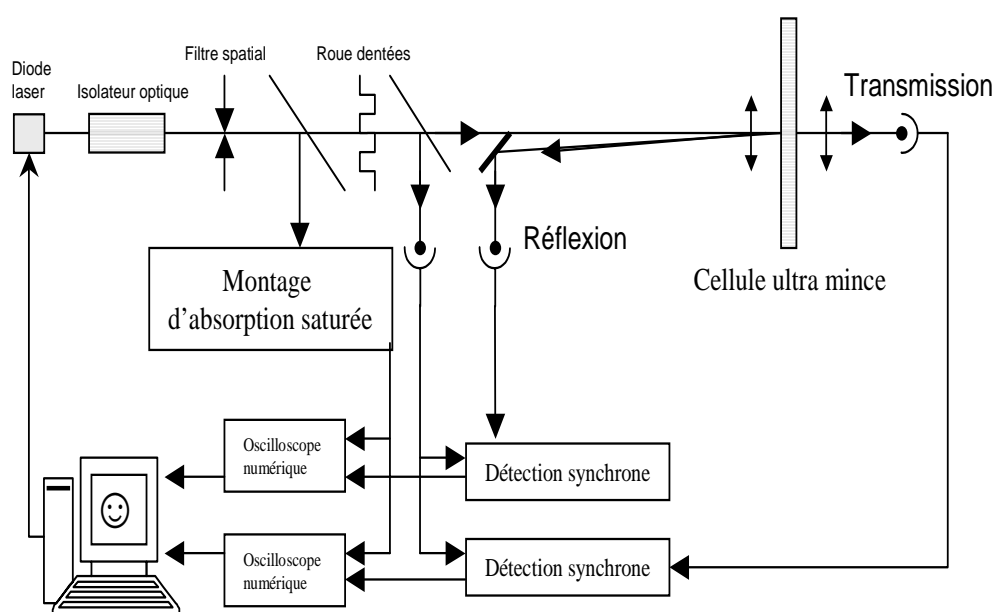 Filtre spatial
Roue dentées
Diode
laser
Isolateur optique
Transmission
Réflexion
Cellule ultra mince
Montage
d'absorption saturée
Oscilloscope
numérique
Détection synchrone
Oscilloscope
numérique
Détection synchrone